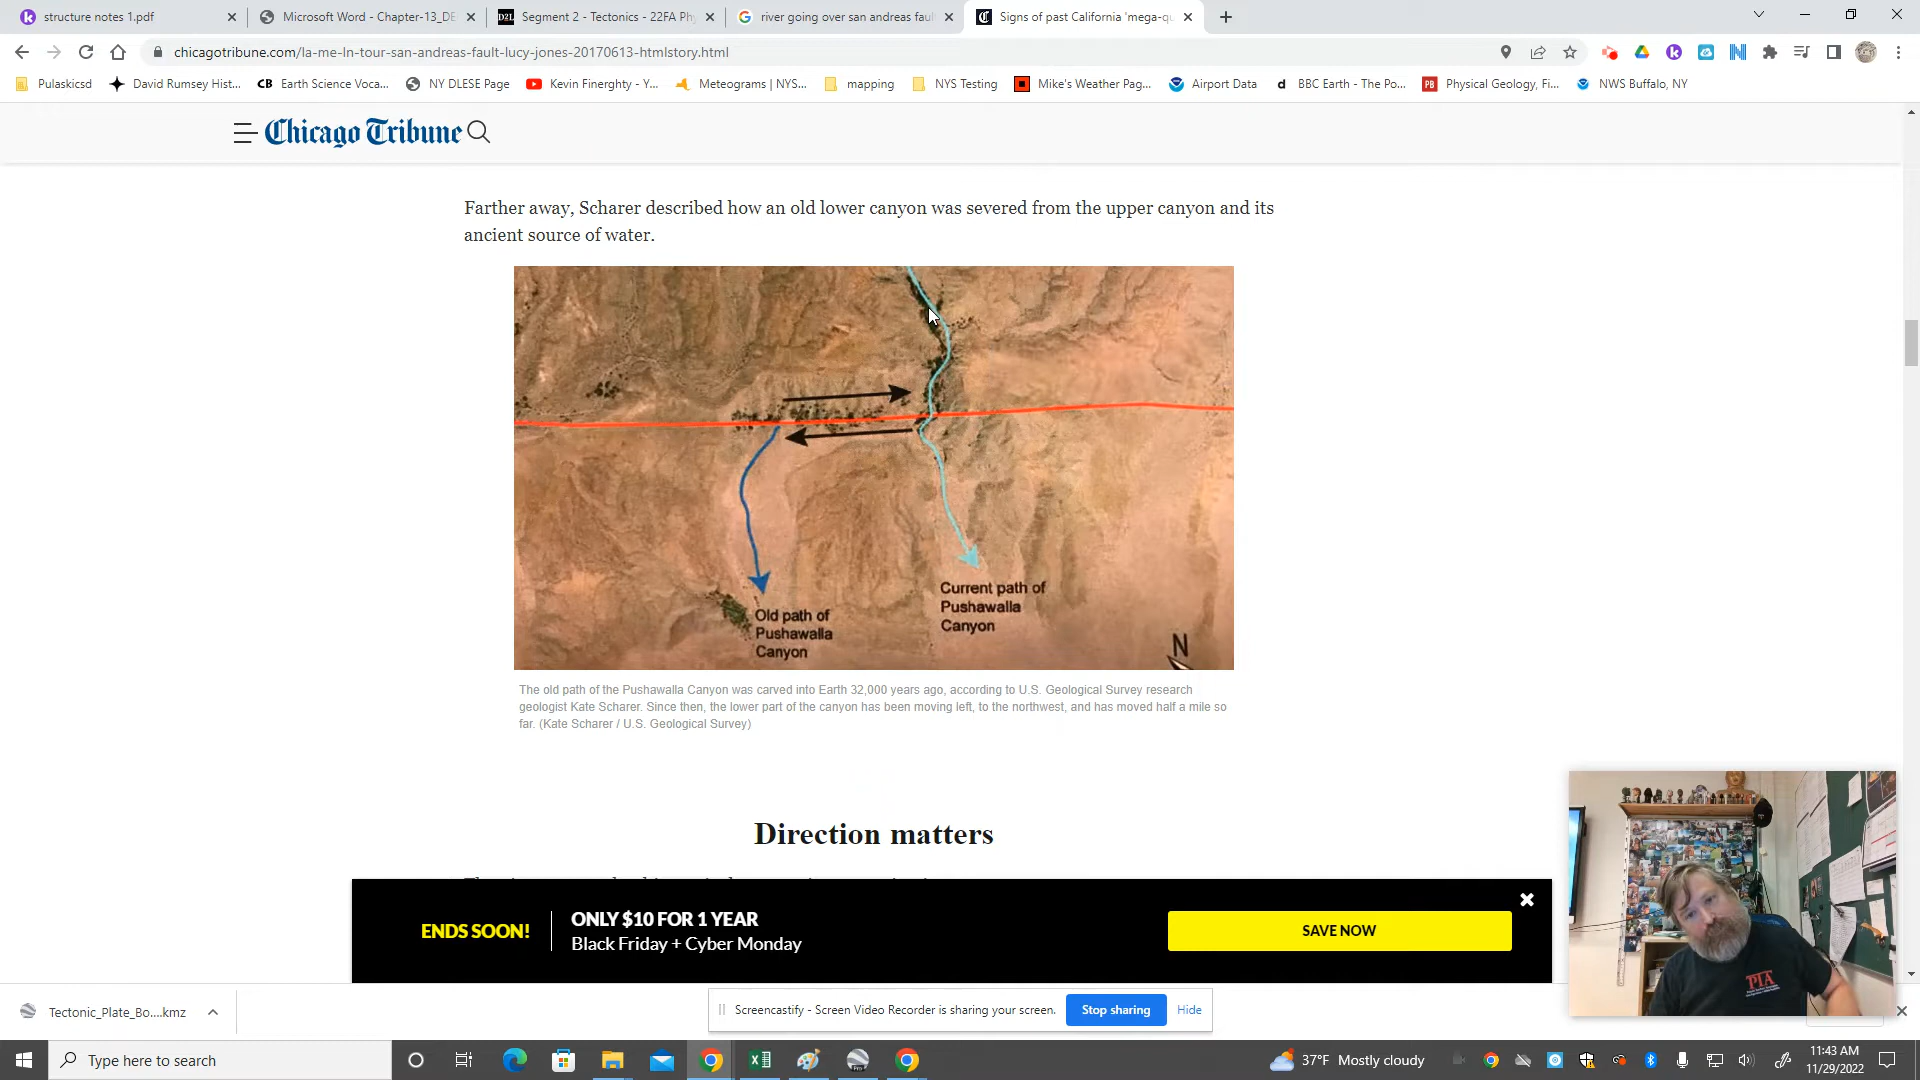 structure notes 1.pdf
Microsoft Word - Chapter-13_DE
D2L Segment 2 - Tectonics - 22FA Ph
river going over san andreas faul
Signs of past California 'mega-qu
chicagotribune.com/la-me-ln-tour-san-andreas-fault-lucy-jones-20170613-htmlstory.html
Pulaskicsd
David Rumsey Hist...
CB Earth Science Voca...
NY DLESE Page
Kevin Finerghty - Y...
Meteograms | NYS...
mapping
NYS Testing
Mike's Weather Pag...
Airport Data
d BBC Earth - The Po...
PB Physical Geology, Fi...
NWS Buffalo, NY
Chicago Tribune
Farther away, Scharer described how an old lower canyon was severed from the upper canyon and its
ancient source of water.
Current path of
Pushawalla
Canyon
Old path of
Pushawalla
Canyon
N
The old path of the Pushawalla Canyon was carved into Earth 32,000 years ago, according to U.S. Geological Survey research
geologist Kate Scharer. Since then, the lower part of the canyon has been moving left, to the northwest, and has moved half a mile so
far. (Kate Scharer / U.S. Geological Survey)
Direction matters
ENDS SOON!
ONLY $10 FOR 1 YEAR
Black Friday + Cyber Monday
SAVE NOW
PIA
Tectonic_Plate_Bo....kmz
Screencastify - Screen Video Recorder is sharing your screen.
Stop sharing
Hide
Type here to search
37°F Mostly cloudy
11:43 AM
11/29/2022